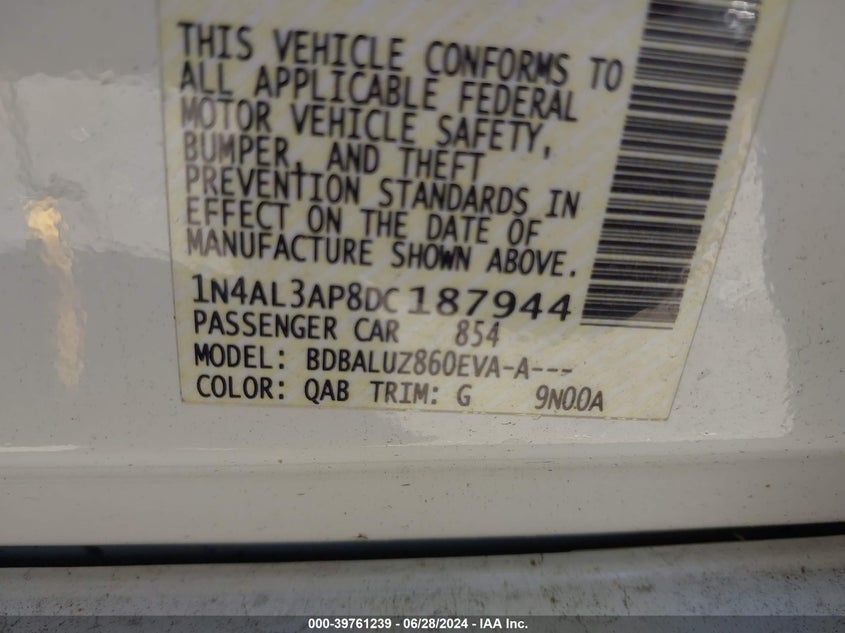 THIS VEHICLE CONFORMS TO
ALL APPLICABLE FEDERAL
MOTOR VEHICLE SAFETY,
BUMPER, AND THEFT
PREVENTION STANDARDS IN
EFFECT ON THE DATE OF
MANUFACTURE SHOWN ABOVE.
1N4AL3AP8DC187944
PASSENGER CAR 854
MODEL: BDBALUZ860EVA-A---
COLOR: QAB TRIM: G 9N00A
000-39761239 - 06/28/2024 - IAA Inc.